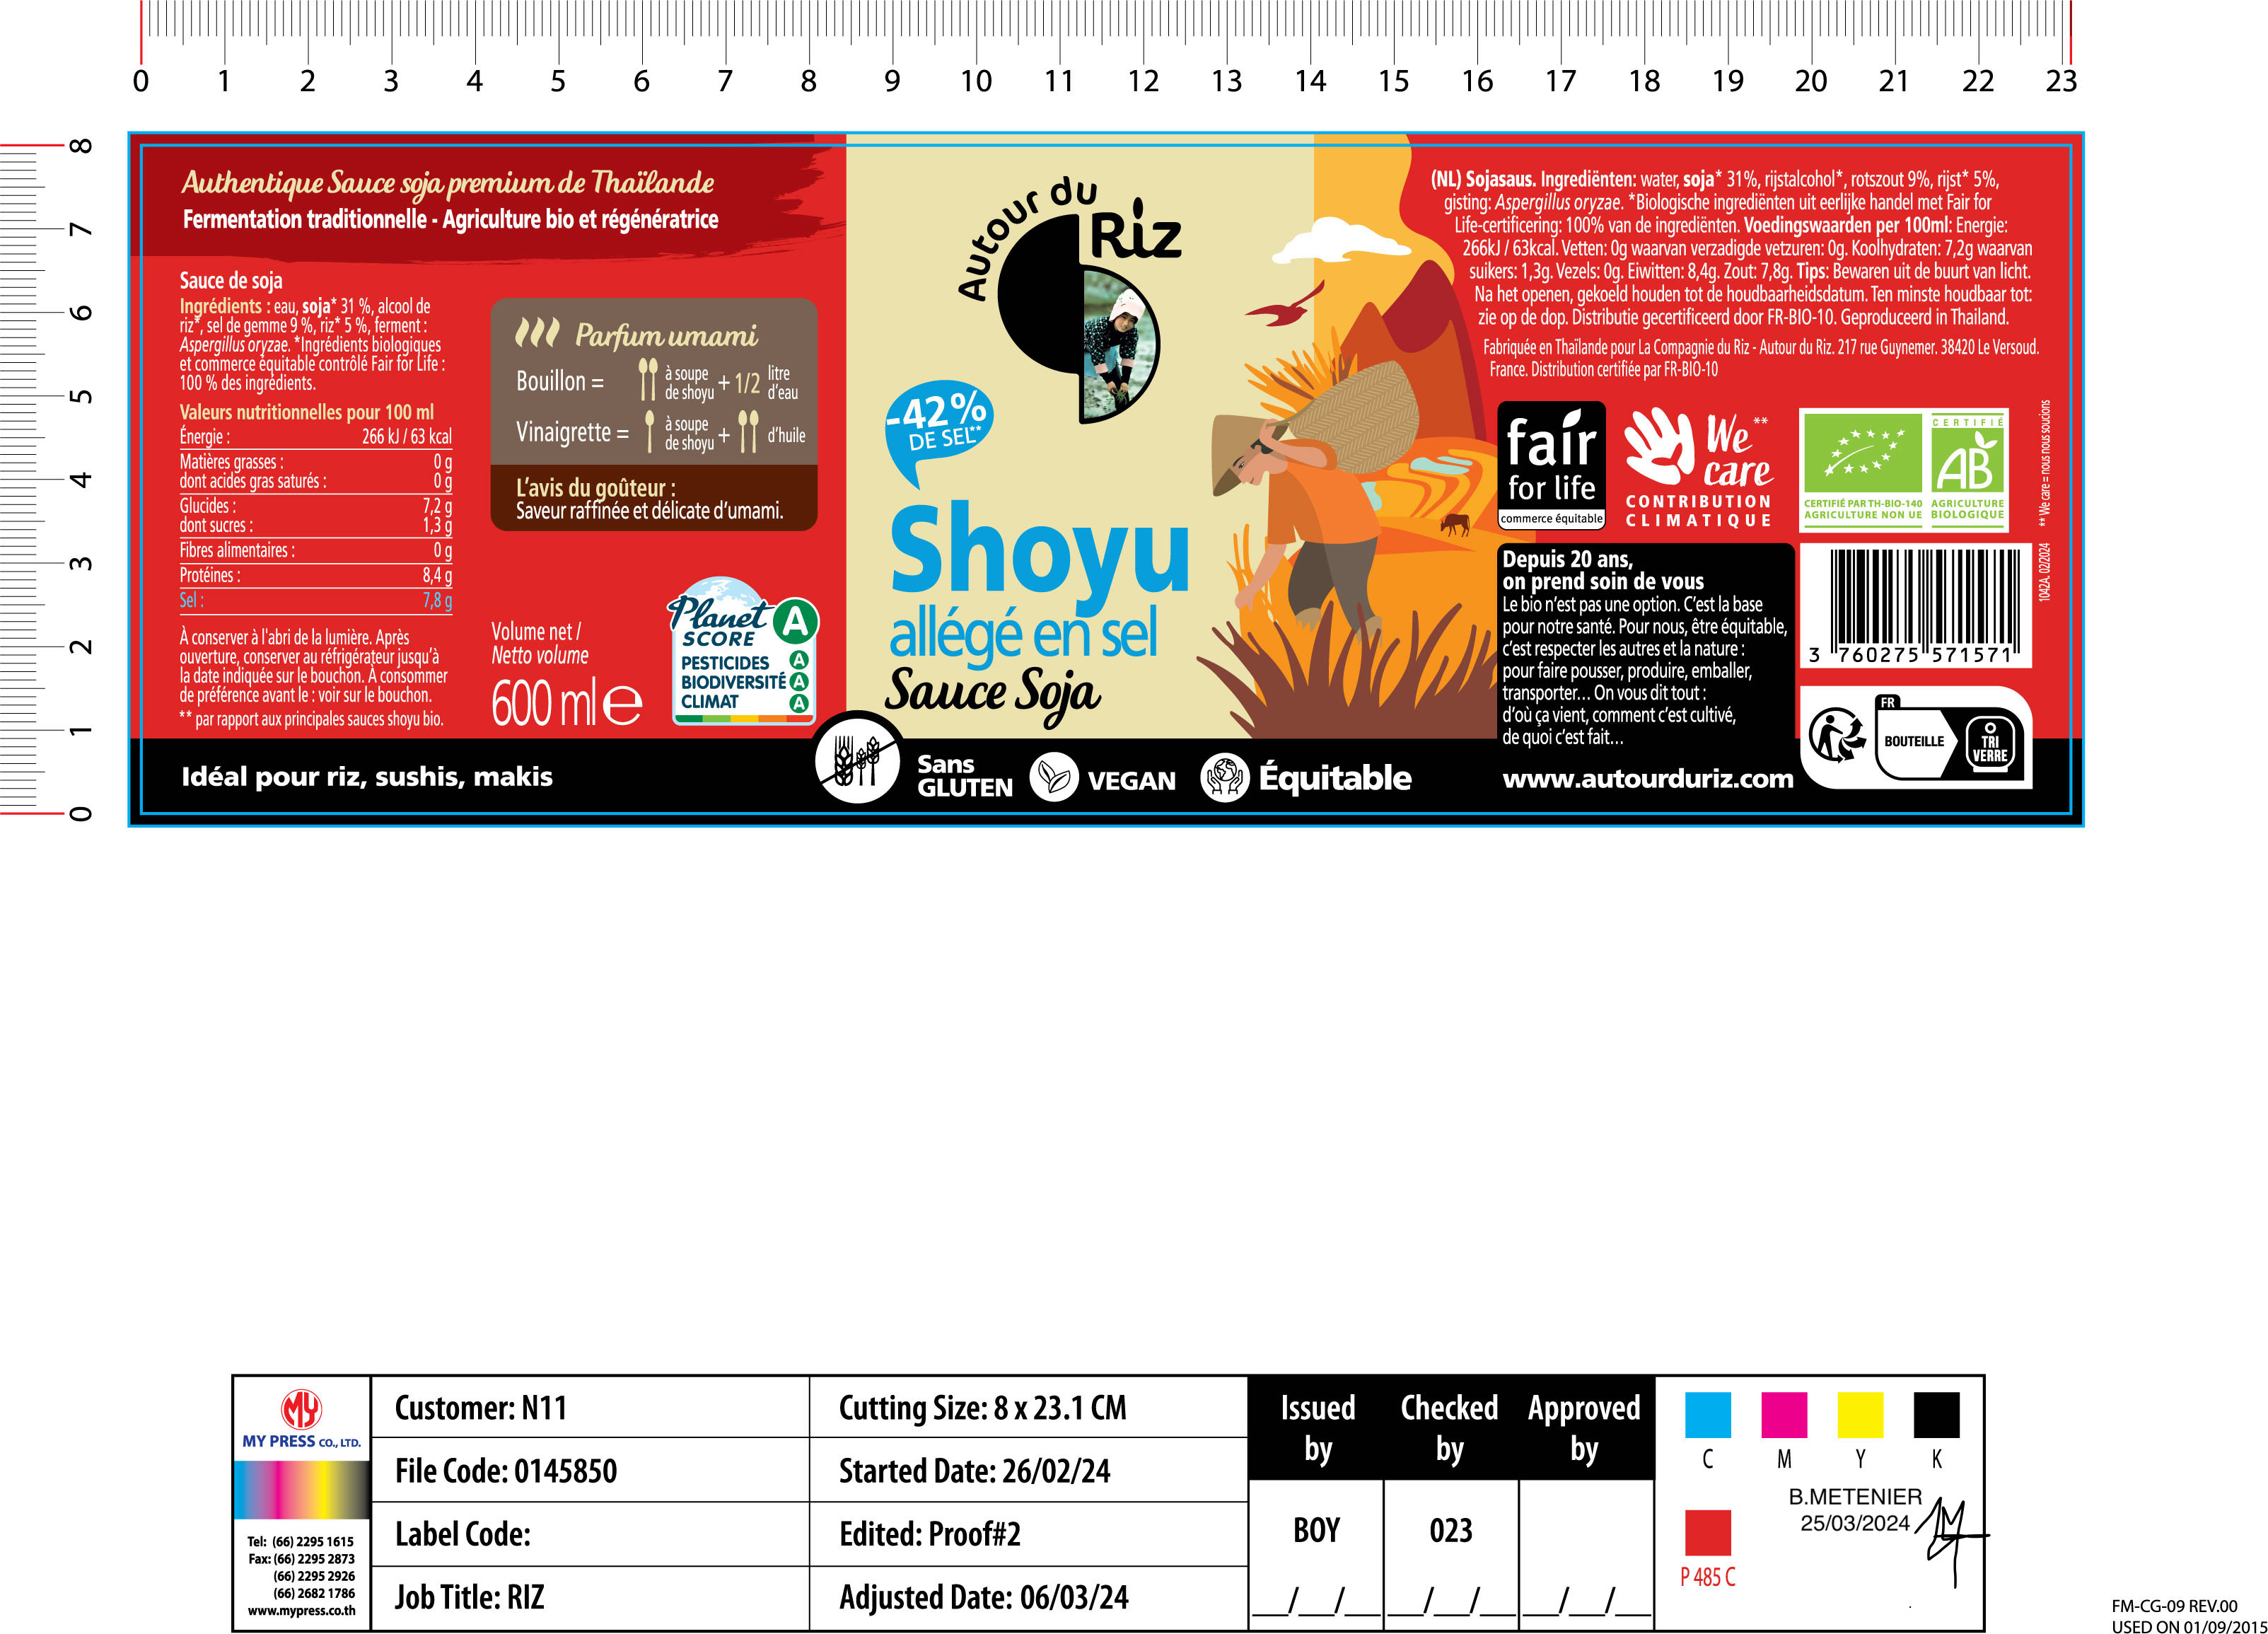 0 1 2 3 4 5 6 7 8 9 10 11 12 13 14 15 16 17 18 19 20 21 22 23
8
7
6
5
4
3
2
1
0
Authentique Sauce soja premium de Thaïlande
Fermentation traditionnelle - Agriculture bio et régénératrice
Sauce de soja
Ingrédients : eau, soja* 31 %, alcool de
riz*, sel de gemme 9 %, riz* 5 %, ferment :
Aspergillus oryzae. *Ingrédients biologiques
et commerce équitable contrôlé Fair for Life :
100 % des ingrédients.
Valeurs nutritionnelles pour 100 ml
Énergie : 266 kJ / 63 kcal
Matières grasses : 0 g
dont acides gras saturés : 0 g
Glucides : 7,2 g
dont sucres : 1,3 g
Fibres alimentaires : 0 g
Protéines : 8,4 g
Sel : 7,8 g
À conserver à l'abri de la lumière. Après
ouverture, conserver au réfrigérateur jusqu'à
la date indiquée sur le bouchon. À consommer
de préférence avant le : voir sur le bouchon.
** par rapport aux principales sauces shoyu bio.
Parfum umami
Bouillon = à soupe de shoyu + 1/2 litre d'eau
Vinaigrette = à soupe de shoyu + d'huile
L'avis du goûteur :
Saveur raffinée et délicate d'umami.
Volume net /
Netto volume
600 ml e
Planet A
SCORE
PESTICIDES A
BIODIVERSITÉ A
CLIMAT A
Idéal pour riz, sushis, makis
Autour du
Riz
-42%
DE SEL**
Shoyu
allégé en sel
Sauce Soja
Sans
GLUTEN
VEGAN
Équitable
(NL) Sojasaus. Ingrediënten: water, soja* 31%, rijstalcohol*, rotszout 9%, rijst* 5%,
gisting: Aspergillus oryzae. *Biologische ingrediënten uit eerlijke handel met Fair for
Life-certificering: 100% van de ingrediënten. Voedingswaarden per 100ml: Energie:
266kJ / 63kcal. Vetten: 0g waarvan verzadigde vetzuren: 0g. Koolhydraten: 7,2g waarvan
suikers: 1,3g. Vezels: 0g. Eiwitten: 8,4g. Zout: 7,8g. Tips: Bewaren uit de buurt van licht.
Na het openen, gekoeld houden tot de houdbaarheidsdatum. Ten minste houdbaar tot:
zie op de dop. Distributie gecertificeerd door FR-BIO-10. Geproduceerd in Thailand.
Fabriquée en Thaïlande pour La Compagnie du Riz - Autour du Riz. 217 rue Guynemer. 38420 Le Versoud.
France. Distribution certifiée par FR-BIO-10
fair
for life
commerce équitable
We**
care
CONTRIBUTION
CLIMATIQUE
CERTIFIÉ PAR TH-BIO-140
AGRICULTURE NON UE
CERTIFIÉ
AB
AGRICULTURE
BIOLOGIQUE
** We care = nous nous soucions
1042A. 02/2024
Depuis 20 ans,
on prend soin de vous
Le bio n'est pas une option. C'est la base
pour notre santé. Pour nous, être équitable,
c'est respecter les autres et la nature :
pour faire pousser, produire, emballer,
transporter... On vous dit tout :
d'où ça vient, comment c'est cultivé,
de quoi c'est fait...
www.autourduriz.com
3 760275 571571
FR
BOUTEILLE
TRI
VERRE
MY
MY PRESS CO., LTD.
Tel: (66) 2295 1615
Fax: (66) 2295 2873
(66) 2295 2926
(66) 2682 1786
www.mypress.co.th
Customer: N11
File Code: 0145850
Label Code:
Job Title: RIZ
Cutting Size: 8 x 23.1 CM
Started Date: 26/02/24
Edited: Proof#2
Adjusted Date: 06/03/24
Issued by
Checked by
Approved by
BOY
023
__/__/__ __/__/__ __/__/__
C M Y K
P 485 C
B.METENIER
25/03/2024
FM-CG-09 REV.00
USED ON 01/09/2015